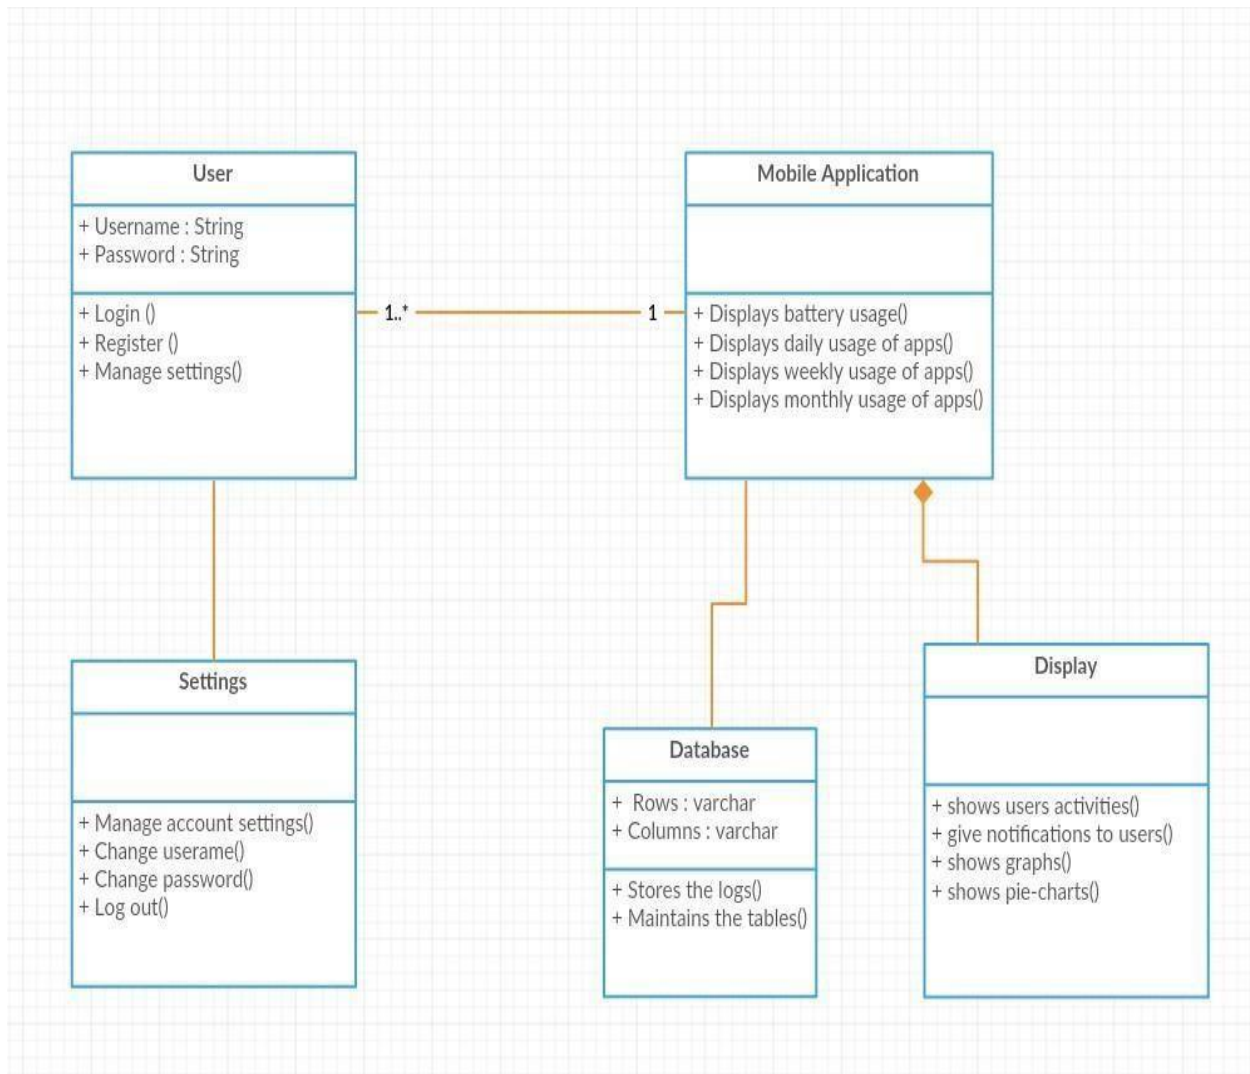 User
+ Username : String
+ Password : String
+ Login ()
+ Register ()
+ Manage settings()
1..*
1
Mobile Application
+ Displays battery usage()
+ Displays daily usage of apps()
+ Displays weekly usage of apps()
+ Displays monthly usage of apps()
Settings
+ Manage account settings()
+ Change userame()
+ Change password()
+ Log out()
Database
+ Rows : varchar
+ Columns : varchar
+ Stores the logs()
+ Maintains the tables()
Display
+ shows users activities()
+ give notifications to users()
+ shows graphs()
+ shows pie-charts()